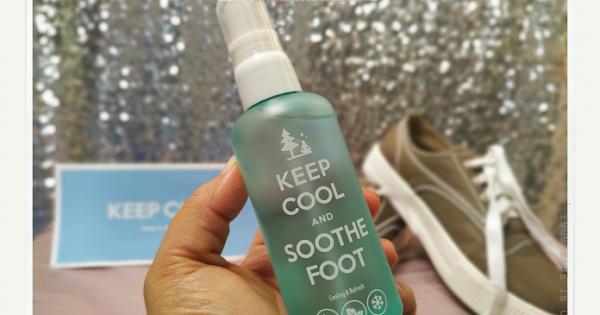 KEEP
COOL
AND
SOOTHE
FOOT
Cooling & Refresh
KEEP